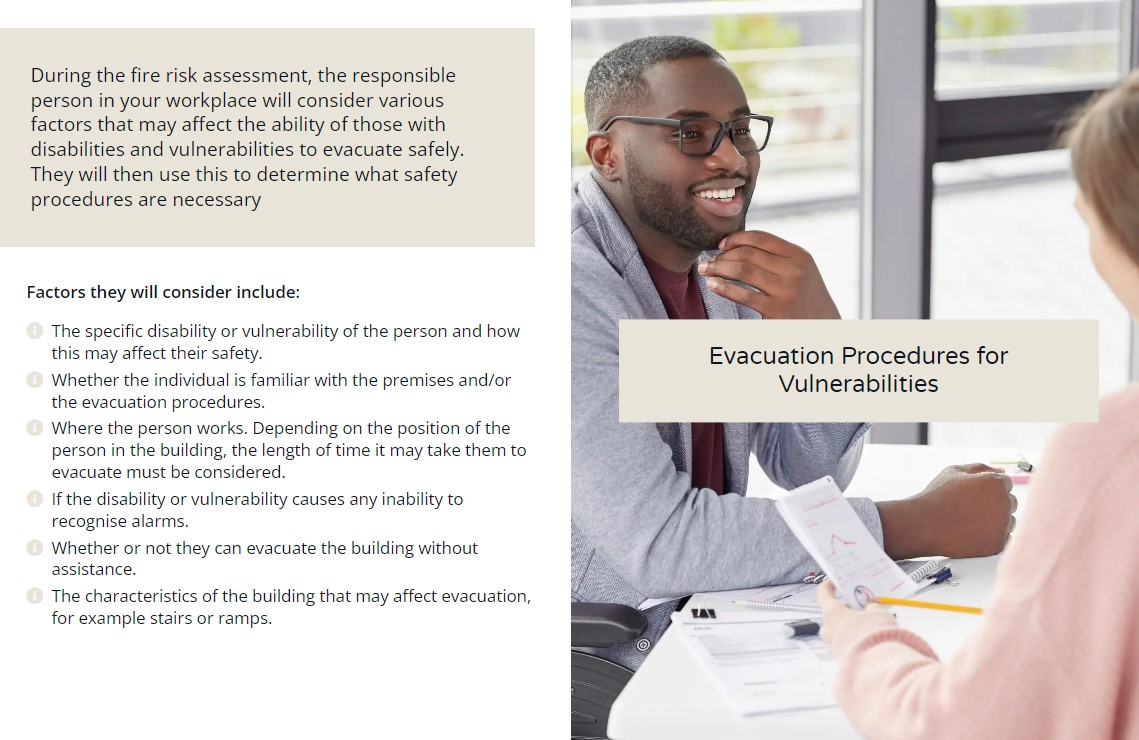 During the fire risk assessment, the responsible
person in your workplace will consider various
factors that may affect the ability of those with
disabilities and vulnerabilities to evacuate safely.
They will then use this to determine what safety
procedures are necessary
Factors they will consider include:
The specific disability or vulnerability of the person and how
this may affect their safety.
Whether the individual is familiar with the premises and/or
the evacuation procedures.
Where the person works. Depending on the position of the
person in the building, the length of time it may take them to
evacuate must be considered.
If the disability or vulnerability causes any inability to
recognise alarms.
Whether or not they can evacuate the building without
assistance.
The characteristics of the building that may affect evacuation,
for example stairs or ramps.
Evacuation Procedures for
Vulnerabilities